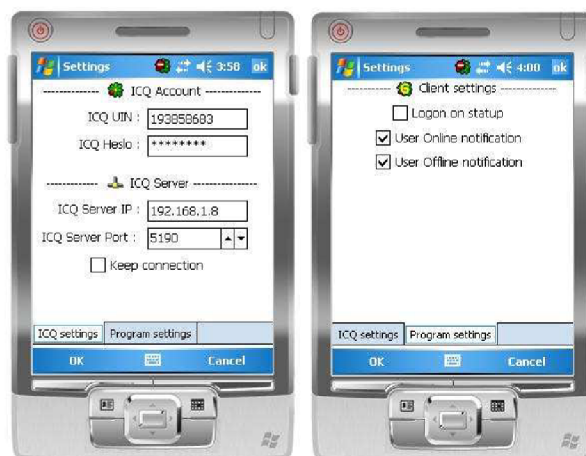 Settings 3:58 ok
ICQ Account
ICQ UIN : 193858683
ICQ Heslo : ********
ICQ Server
ICQ Server IP : 192.168.1.8
ICQ Server Port : 5190
Keep connection
ICQ settings Program settings
OK Cancel
Settings 4:00 ok
Client settings
Logon on statup
User Online notification
User Offline notification
ICQ settings Program settings
OK Cancel